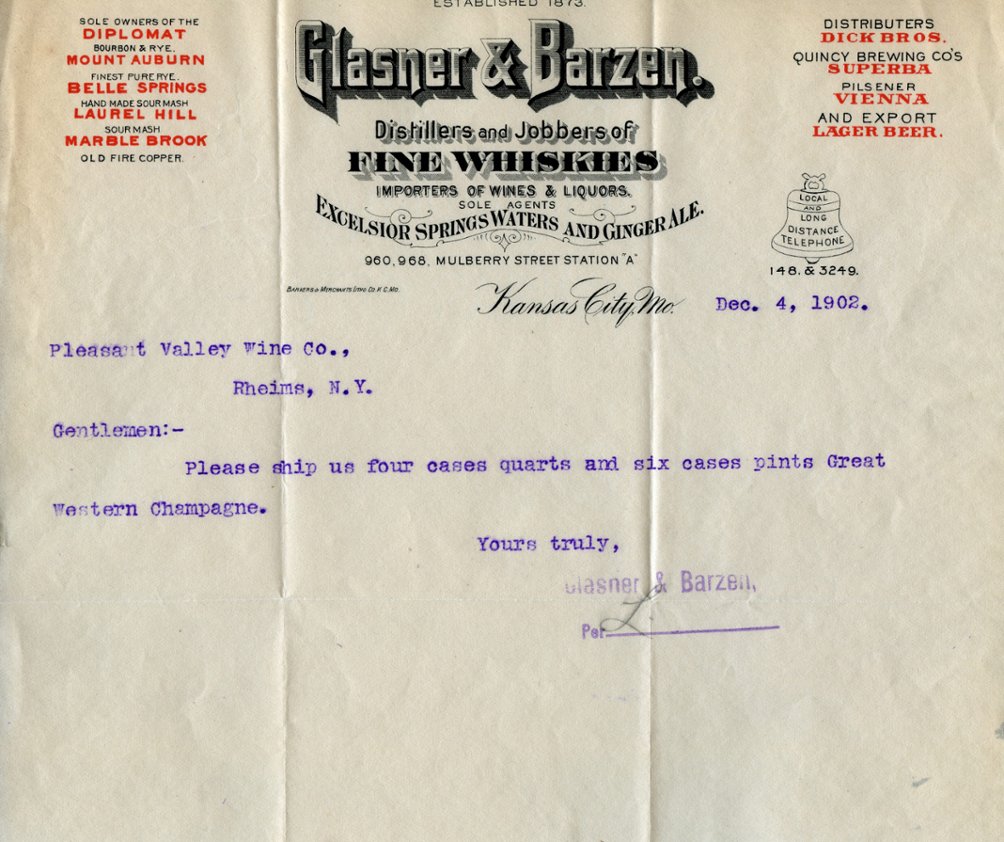 ESTABLISHED 1873.
SOLE OWNERS OF THE
DIPLOMAT
BOURBON & RYE.
MOUNT AUBURN
FINEST PURE RYE.
BELLE SPRINGS
HAND MADE SOUR MASH
LAUREL HILL
SOUR MASH
MARBLE BROOK
OLD FIRE COPPER.
Glasner & Barzen.
Distillers and Jobbers of
FINE WHISKIES
IMPORTERS OF WINES & LIQUORS.
SOLE AGENTS
EXCELSIOR SPRINGS WATERS AND GINGER ALE.
960,968, MULBERRY STREET STATION "A"
DISTRIBUTERS
DICK BROS.
QUINCY BREWING CO'S
SUPERBA
PILSENER
VIENNA
AND EXPORT
LAGER BEER.
LOCAL
AND
LONG
DISTANCE
TELEPHONE
148, & 3249.
BANKERS & MERCHANTS LITHO CO. K.C. MO.
Kansas City, Mo. Dec. 4, 1902.
Pleasant Valley Wine Co.,
Rheims, N.Y.
Gentlemen:-
Please ship us four cases quarts and six cases pints Great
Western Champagne.
Yours truly,
Glasner & Barzen,
Per L.